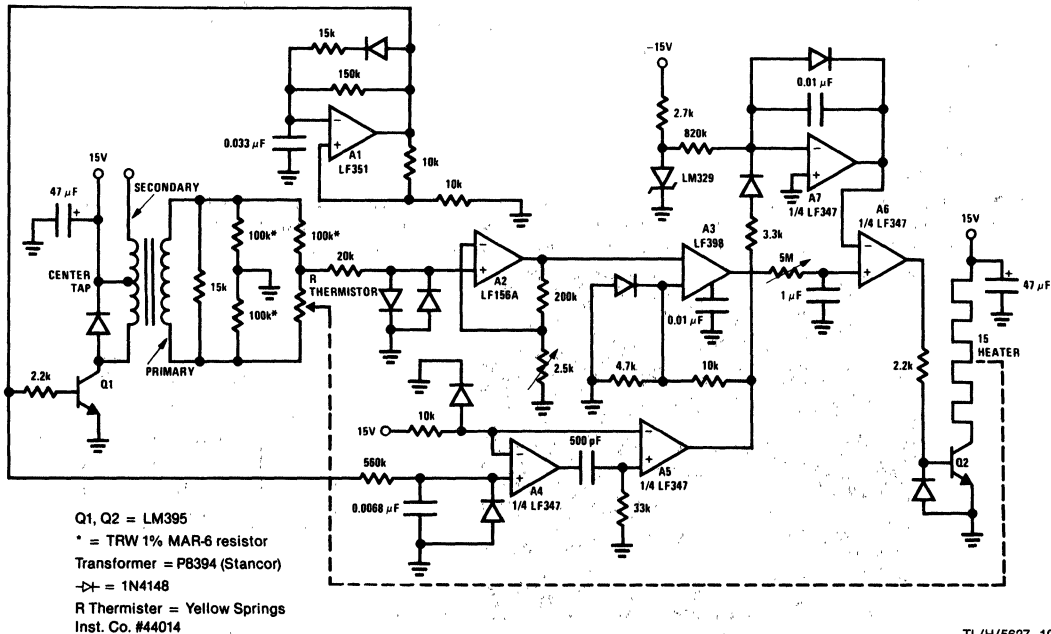 15k
150k
0.033 μF
A1
LF351
10k
10k
15V
47 μF
SECONDARY
CENTER
TAP
PRIMARY
15k
100k*
100k*
100k*
R
THERMISTOR
20k
2.2k
Q1
A2
LF156A
200k
2.5k
-15V
2.7k
820k
LM329
0.01 μF
A7
1/4 LF347
3.3k
A3
LF398
0.01 μF
4.7k
10k
5M
1 μF
A6
1/4 LF347
15V
47 μF
15
HEATER
2.2k
Q2
15V
10k
560k
0.0068 μF
A4
1/4 LF347
500 pF
33k
A5
1/4 LF347
Q1, Q2 = LM395
* = TRW 1% MAR-6 resistor
Transformer = P8394 (Stancor)
= 1N4148
R Thermister = Yellow Springs
Inst. Co. #44014